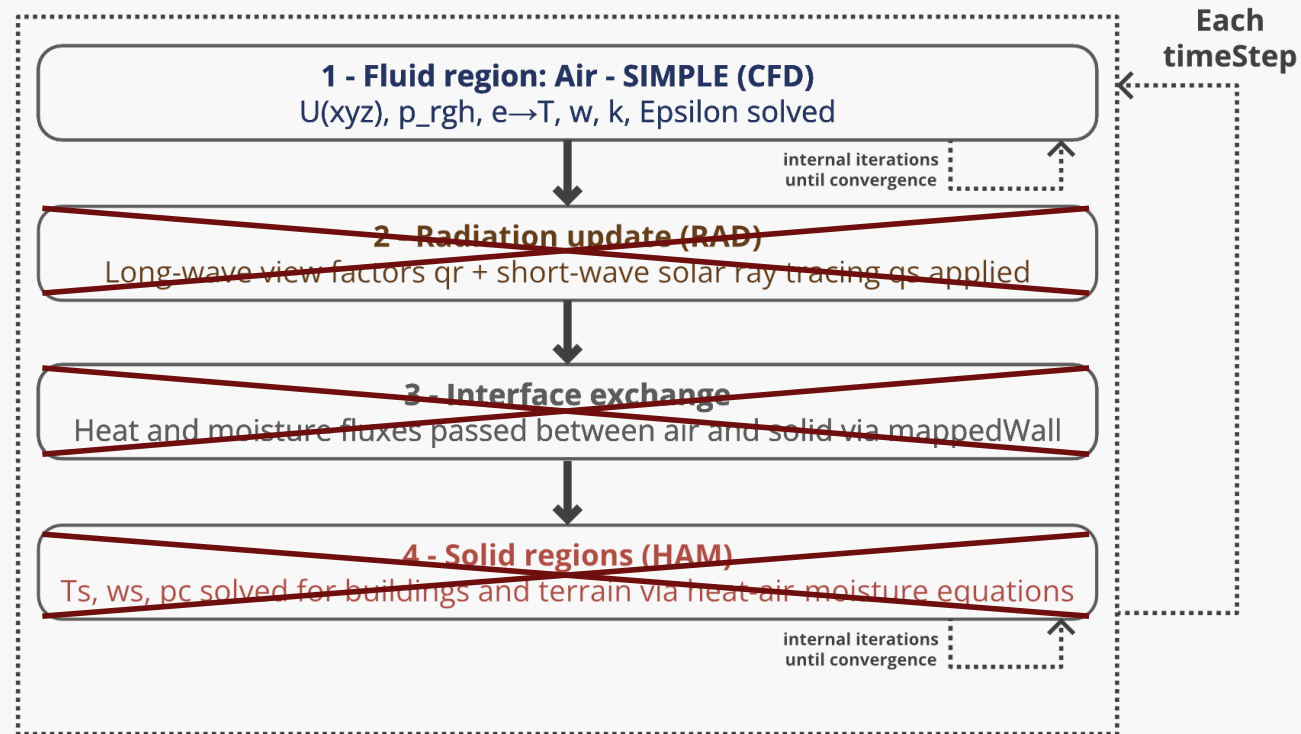 Each
timeStep
1 - Fluid region: Air - SIMPLE (CFD)
U(xyz), p_rgh, e→T, w, k, Epsilon solved
internal iterations
until convergence
2 - Radiation update (RAD)
Long-wave view factors qr + short-wave solar ray tracing qs applied
3 - Interface exchange
Heat and moisture fluxes passed between air and solid via mappedWall
4 - Solid regions (HAM)
Ts, ws, pc solved for buildings and terrain via heat-air-moisture equations
internal iterations
until convergence